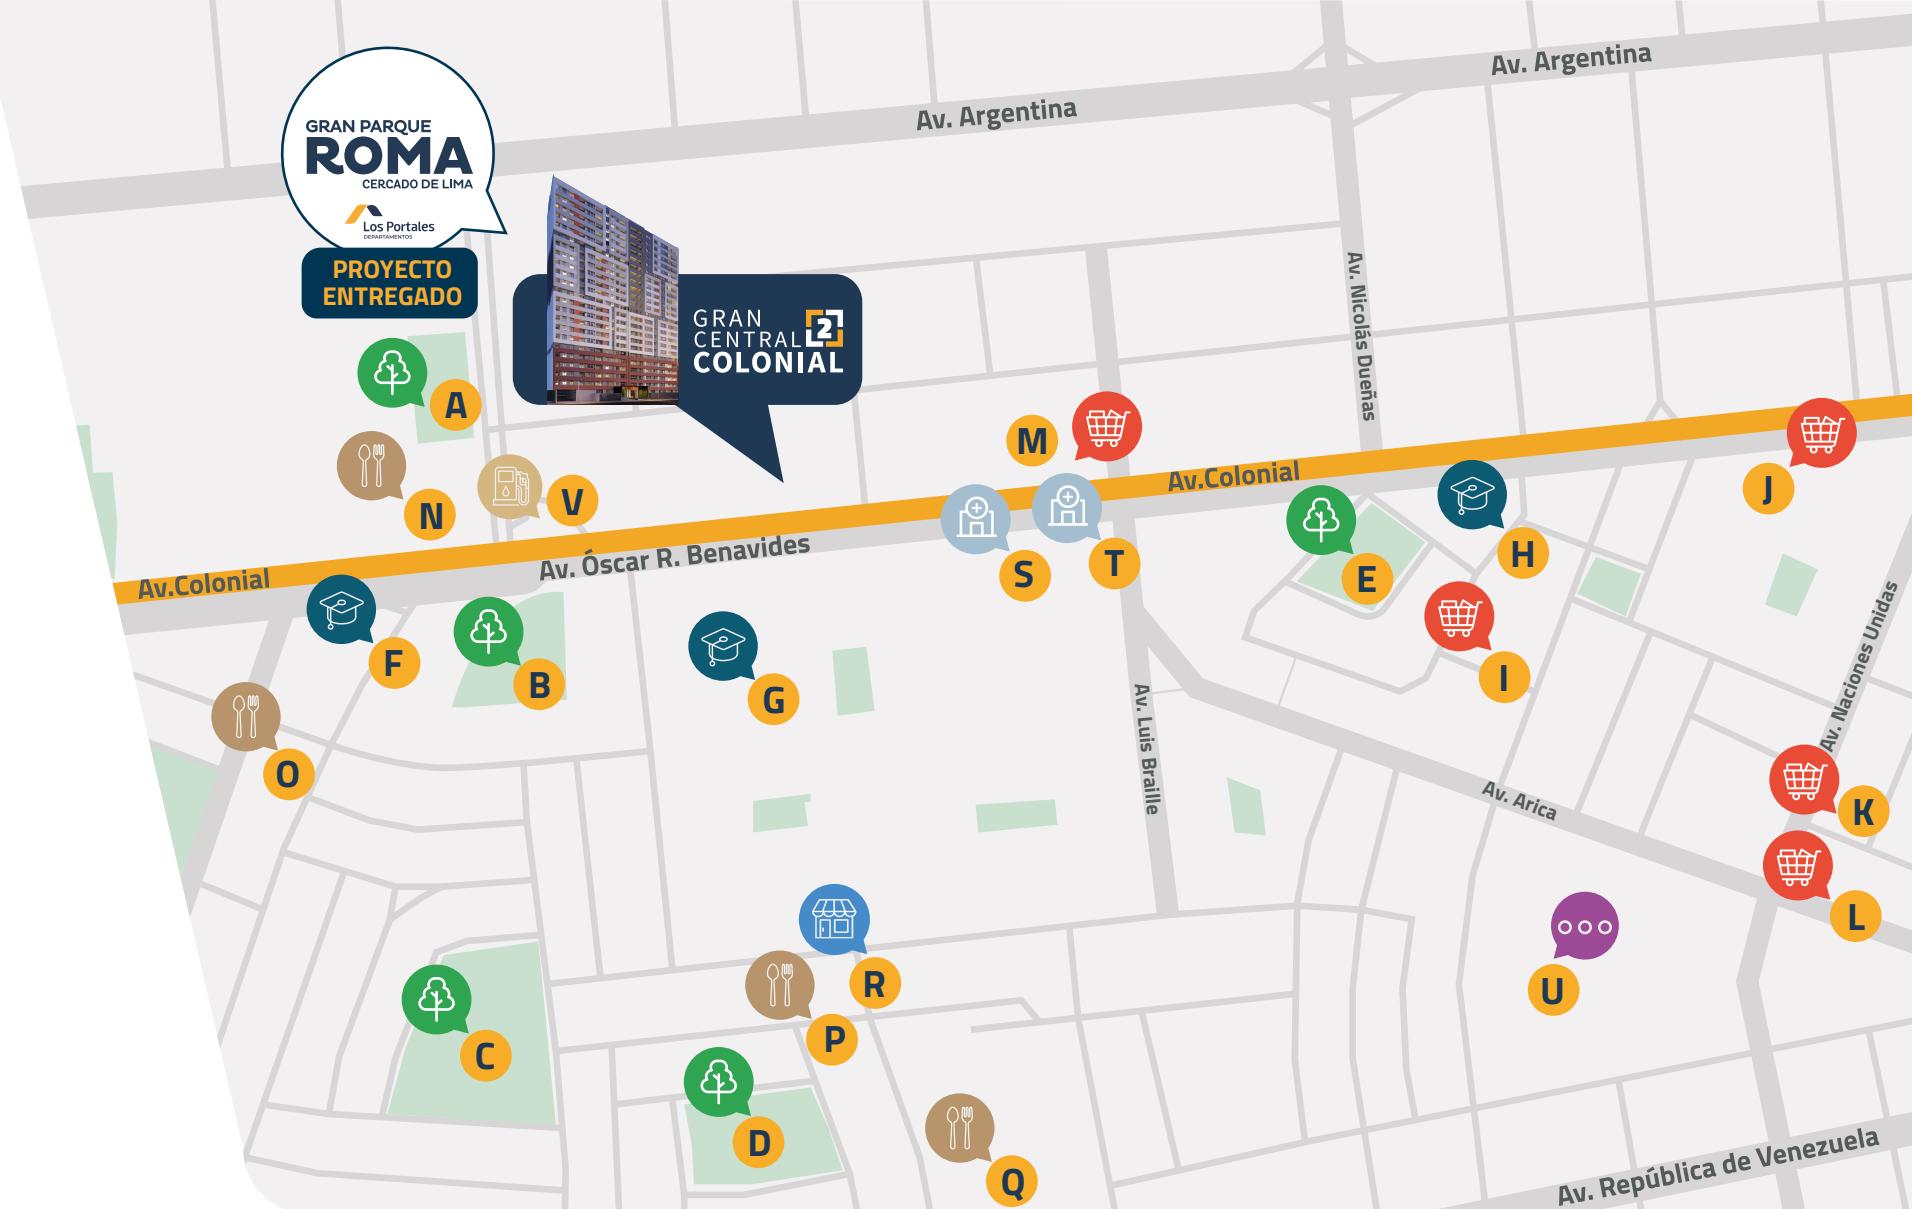 Av. Argentina
Av. Argentina
GRAN PARQUE
ROMA
CERCADO DE LIMA
Los Portales
DEPARTAMENTOS
PROYECTO
ENTREGADO
GRAN
CENTRAL 2
COLONIAL
Av. Nicolás Dueñas
A
M
J
N
V
Av.Colonial
Av. Óscar R. Benavides
Av.Colonial
S
T
E
H
F
B
G
I
Av. Naciones Unidas
Av. Luis Braille
O
Av. Arica
K
L
R
U
P
C
D
Q
Av. República de Venezuela